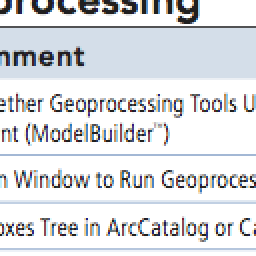 processing
nment
ether Geoprocessing Tools U
nt (ModelBuilder™)
n Window to Run Geoproces
oxes Tree in ArcCatalog or Ca